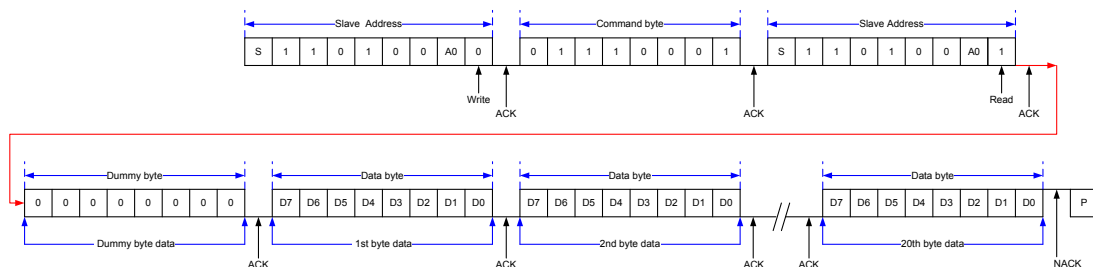 Slave Address Command byte Slave Address
S 1 1 0 1 0 0 A0 0 0 1 1 1 0 0 0 1 S 1 1 0 1 0 0 A0 1
Write ACK ACK Read ACK
Dummy byte Data byte Data byte Data byte
0 0 0 0 0 0 0 0 D7 D6 D5 D4 D3 D2 D1 D0 D7 D6 D5 D4 D3 D2 D1 D0 D7 D6 D5 D4 D3 D2 D1 D0 P
Dummy byte data 1st byte data 2nd byte data 20th byte data
ACK ACK ACK ACK NACK